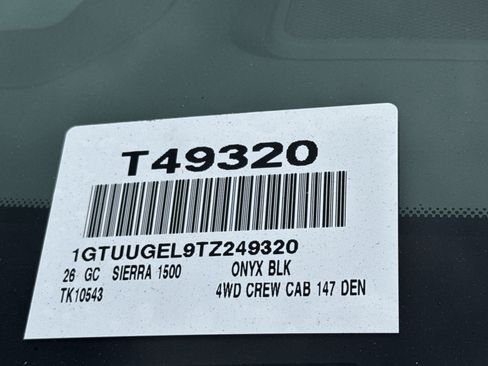 T49320
1GTUUGEL9TZ249320
26 GC SIERRA 1500 ONYX BLK
TK10543 4WD CREW CAB 147 DEN